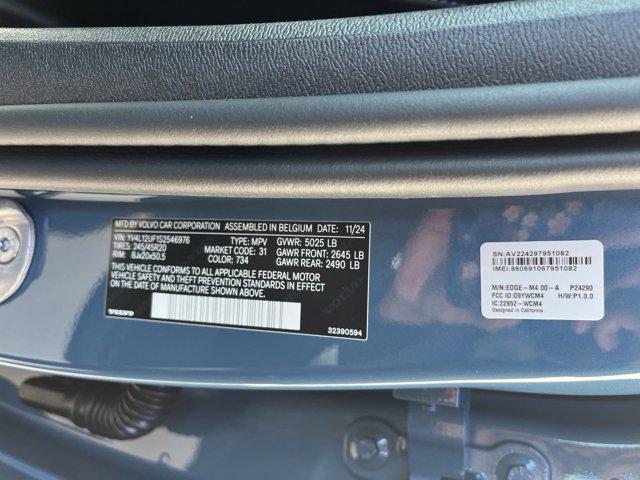 MFD BY VOLVO CAR CORPORATION ASSEMBLED IN BELGIUM 11/24
YPY: YV4L12UF1S2546976 TYPE: MPV GVWR: 5025 LB
TIRES: 245/45R20 MARKET CODE: 31 GAWR FRONT: 2645 LB
RIM: 8Jx20x50.5 COLOR: 734 GAWR REAR: 2490 LB
THIS VEHICLE CONFORMS TO ALL APPLICABLE FEDERAL MOTOR
VEHICLE SAFETY AND THEFT PREVENTION STANDARDS IN EFFECT
ON THE DATE OF MANUFACTURE SHOWN ABOVE.
VOLVO
32390594
SN:AV224297951082
IMEI:860691067951082
M/N:EDGE-M4 00-A P24290
FCC ID:O9YWCM4 H/W:P1.0.0
IC:22952-WCM4
Designed in California